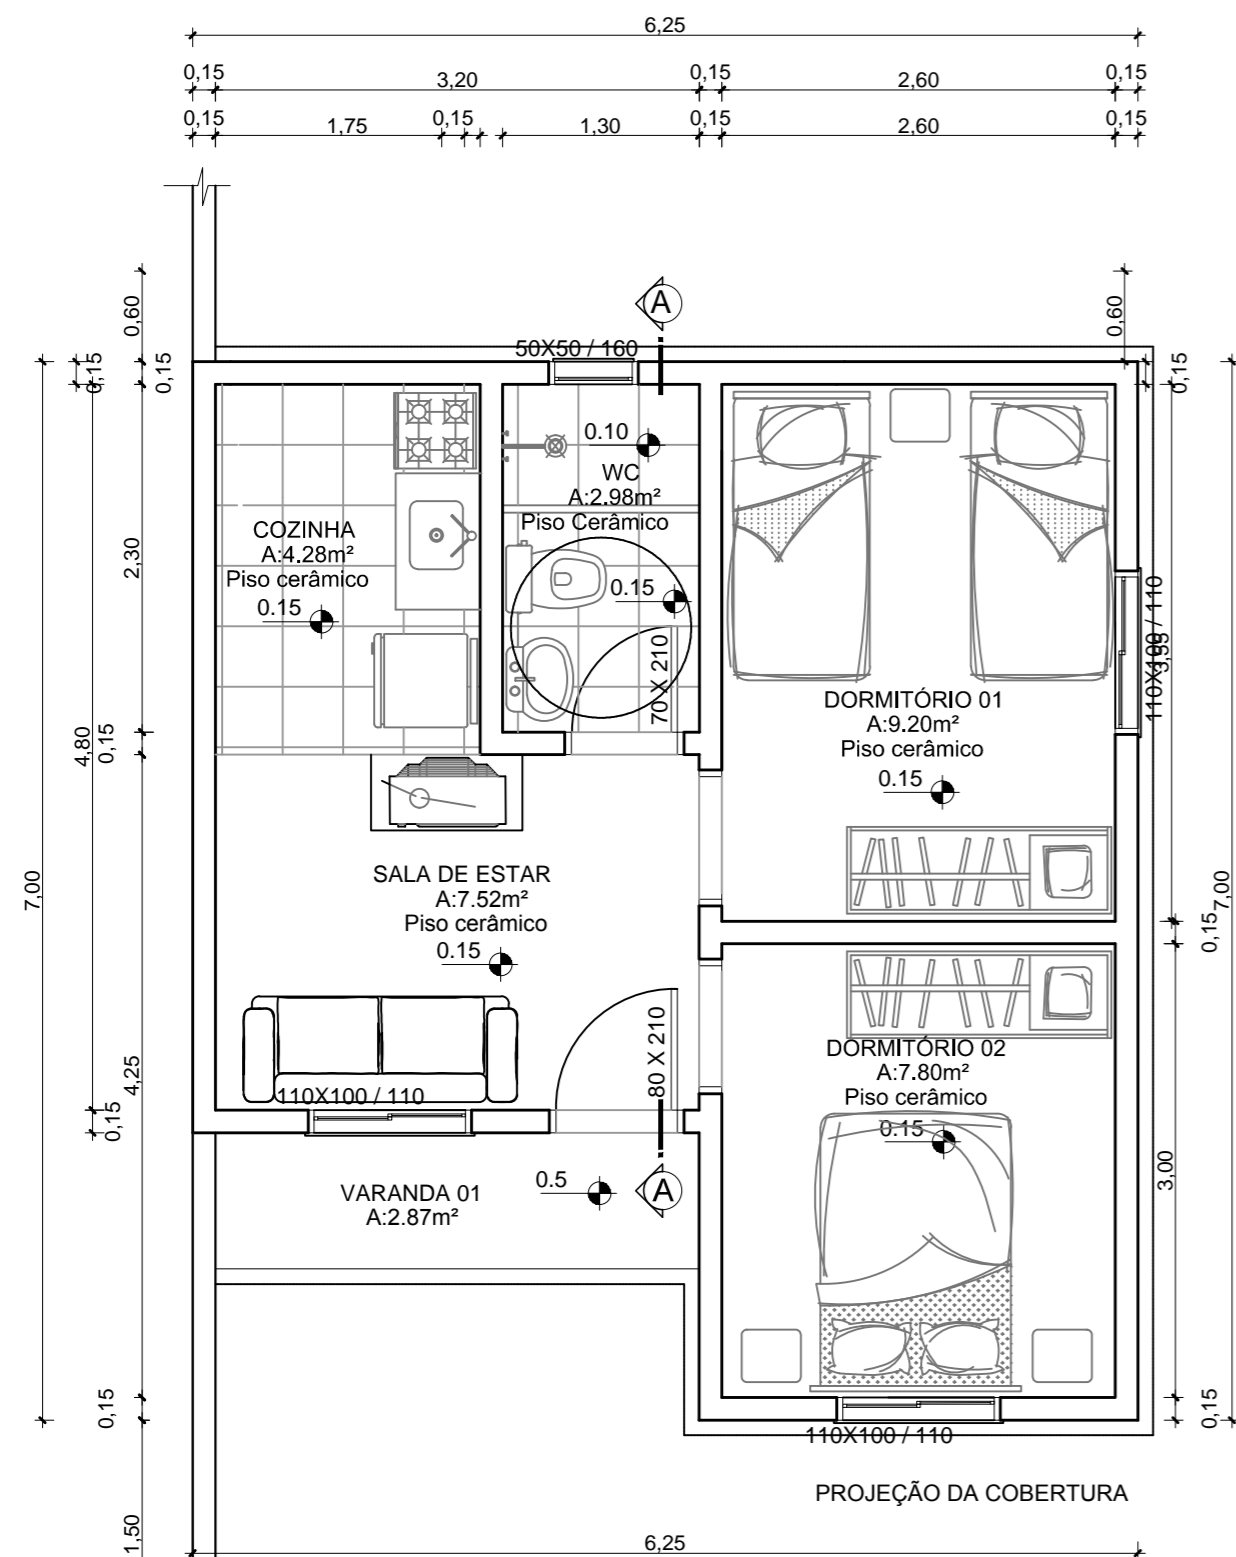 6,25
0,15
3,20
0,15
2,60
0,15
0,15
1,75
0,15
1,30
0,15
2,60
0,15
0,60
0,60
A
50X50 / 160
0,15
0,15
0,15
0.10
WC
A:2.98m²
Piso Cerâmico
COZINHA
A:4.28m²
Piso cerâmico
0.15
0.15
2,30
70 X 210
110X100 / 110
3,55
DORMITÓRIO 01
A:9.20m²
Piso cerâmico
0.15
4,80
0,15
SALA DE ESTAR
A:7.52m²
Piso cerâmico
0.15
7,00
7,00
0,15
80 X 210
DORMITÓRIO 02
A:7.80m²
Piso cerâmico
0.15
4,25
110X100 / 110
0,15
VARANDA 01
A:2.87m²
0.5
A
3,00
0,15
0,15
110X100 / 110
PROJEÇÃO DA COBERTURA
1,50
6,25